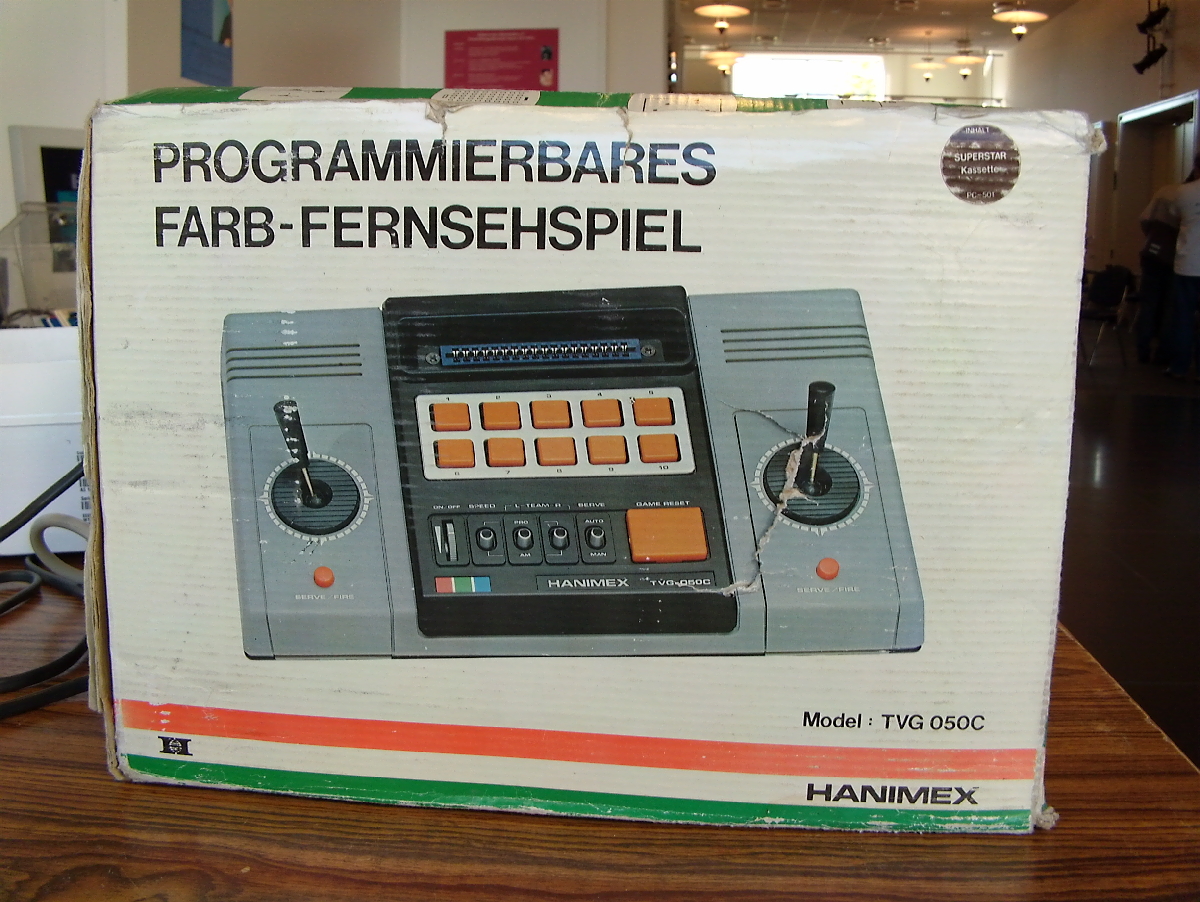 PROGRAMMIERBARES
FARB-FERNSEHSPIEL
INHALT
SUPERSTAR
Kassette
PC-501
1 2 3 4 5
6 7 8 9 10
ON/OFF SPEED L-TEAM-R SERVE
GAME RESET
PRO
AUTO
AM
MAN
HANIMEX TVG-050C
SERVE/FIRE
SERVE/FIRE
Model: TVG 050C
H
HANIMEX